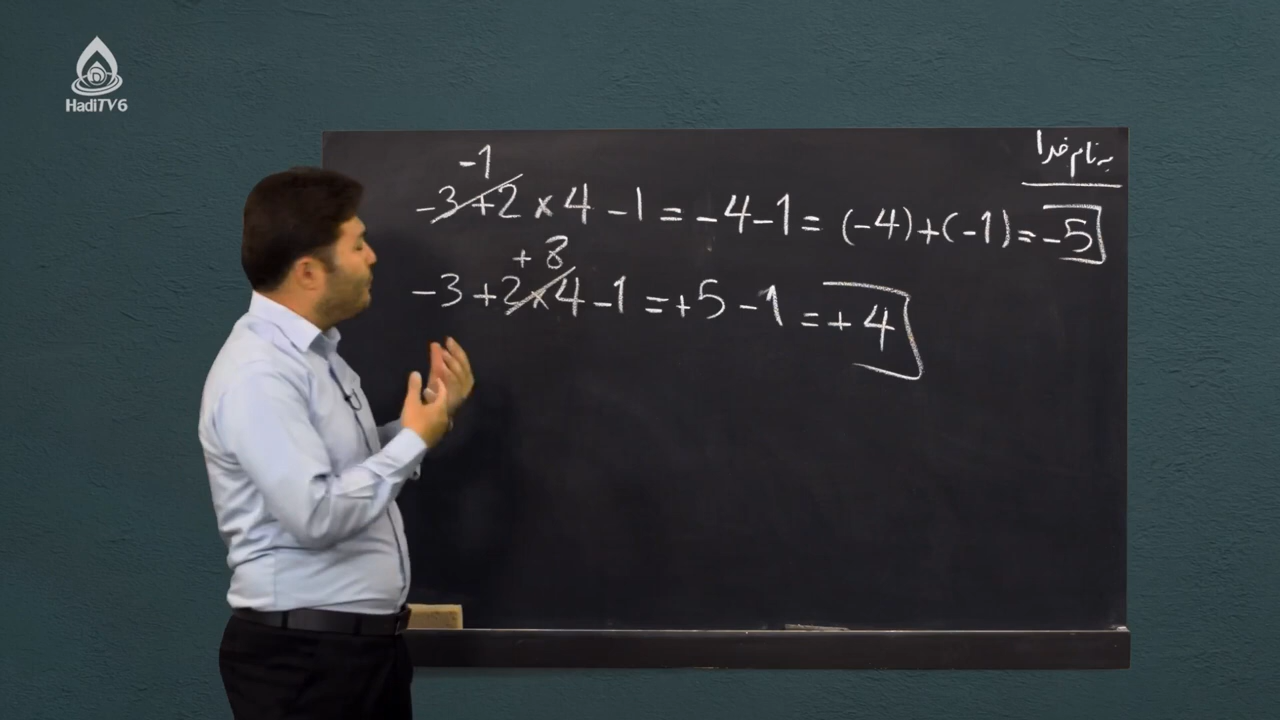 HadiTV6
به نام خدا
-1
-3+2×4-1=-4-1=(-4)+(-1)=-5
+8
-3+2×4-1=+5-1=+4